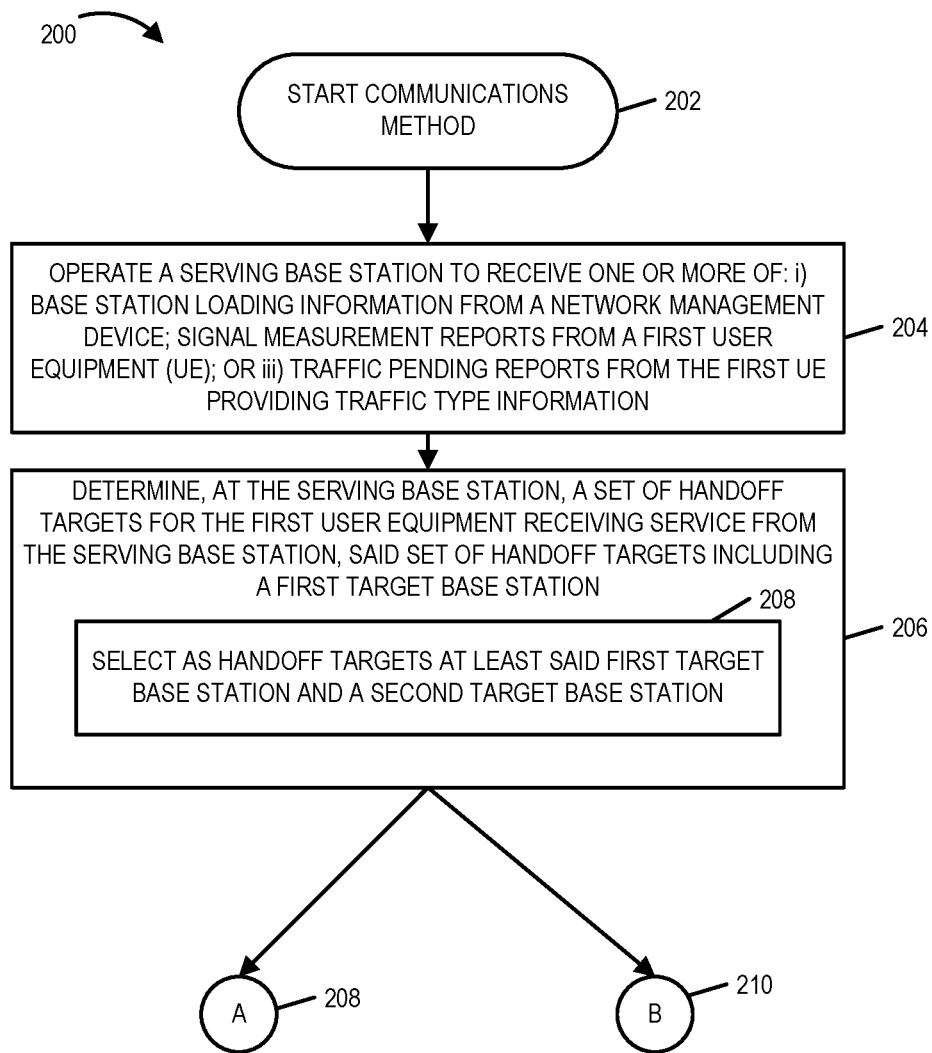 200
START COMMUNICATIONS
METHOD
202
OPERATE A SERVING BASE STATION TO RECEIVE ONE OR MORE OF: i)
BASE STATION LOADING INFORMATION FROM A NETWORK MANAGEMENT
DEVICE; SIGNAL MEASUREMENT REPORTS FROM A FIRST USER
EQUIPMENT (UE); OR iii) TRAFFIC PENDING REPORTS FROM THE FIRST UE
PROVIDING TRAFFIC TYPE INFORMATION
204
DETERMINE, AT THE SERVING BASE STATION, A SET OF HANDOFF
TARGETS FOR THE FIRST USER EQUIPMENT RECEIVING SERVICE FROM
THE SERVING BASE STATION, SAID SET OF HANDOFF TARGETS INCLUDING
A FIRST TARGET BASE STATION
208
206
SELECT AS HANDOFF TARGETS AT LEAST SAID FIRST TARGET
BASE STATION AND A SECOND TARGET BASE STATION
A
208
B
210